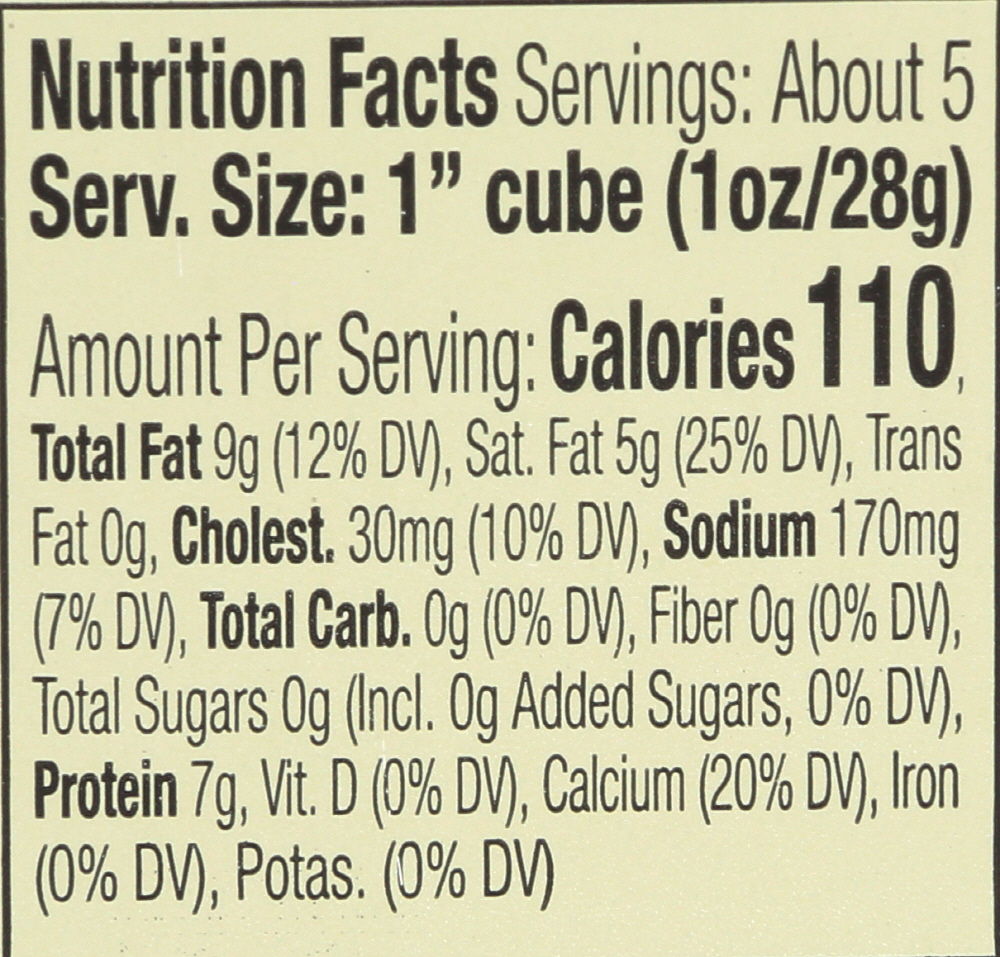 Nutrition Facts Servings: About 5
Serv. Size: 1” cube (1oz/28g)
Amount Per Serving: Calories 110,
Total Fat 9g (12% DV), Sat. Fat 5g (25% DV), Trans
Fat 0g, Cholest. 30mg (10% DV), Sodium 170mg
(7% DV), Total Carb. 0g (0% DV), Fiber 0g (0% DV),
Total Sugars 0g (Incl. 0g Added Sugars, 0% DV),
Protein 7g, Vit. D (0% DV), Calcium (20% DV), Iron
(0% DV), Potas. (0% DV)